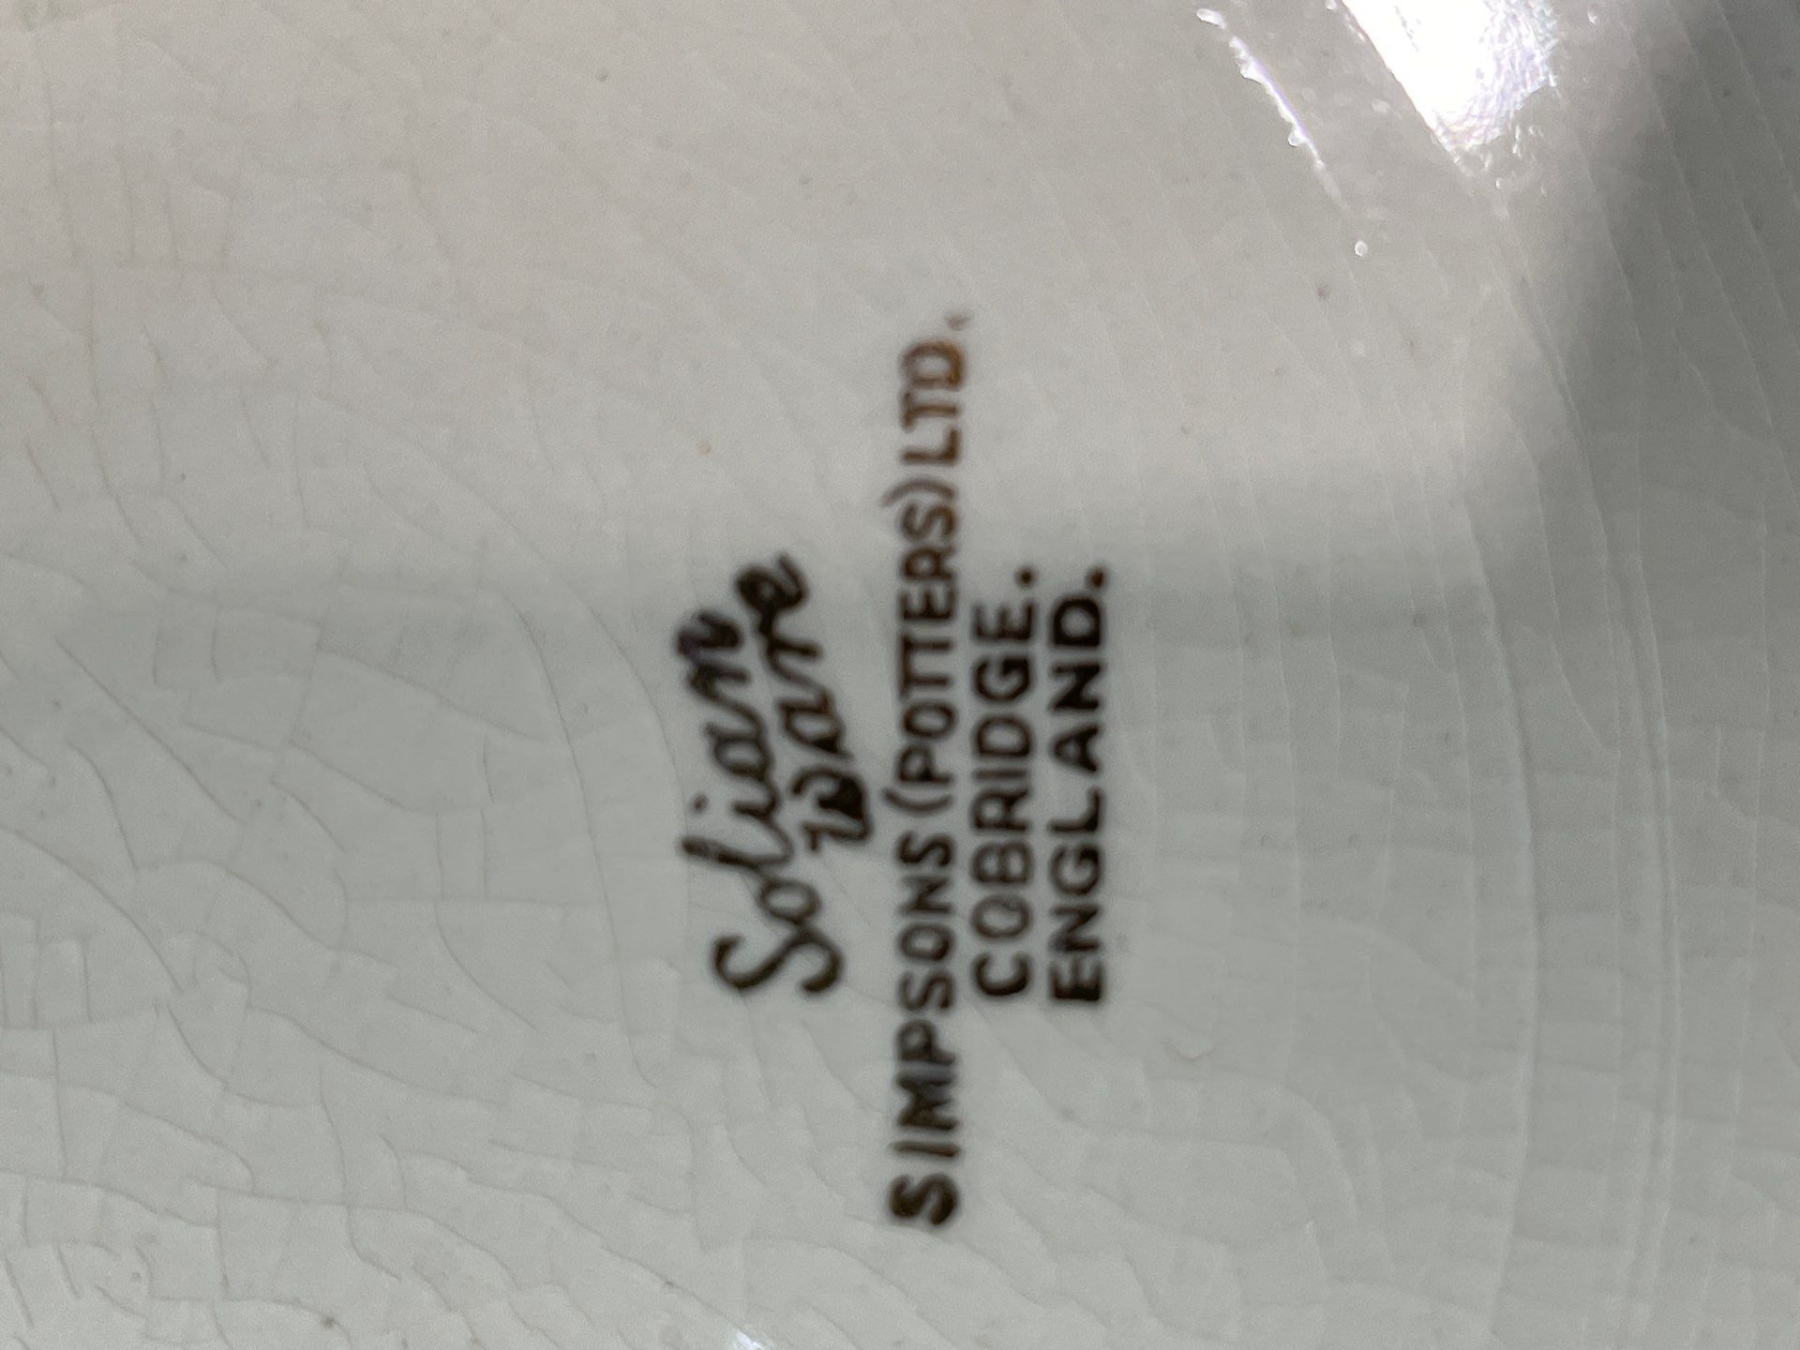 Solian
ware
SIMPSONS (POTTERS) LTD.
COBRIDGE.
ENGLAND.